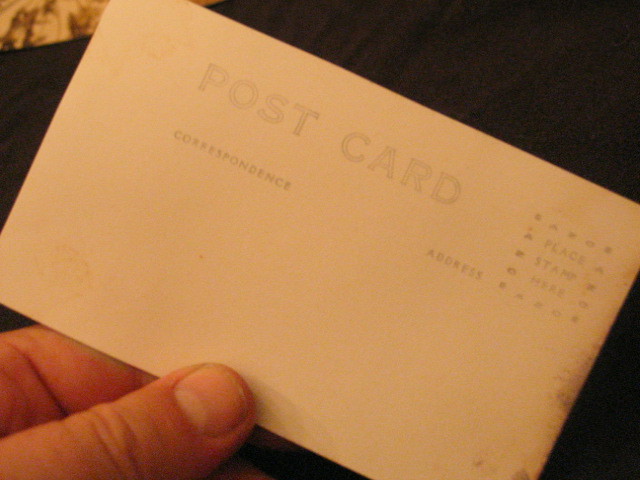 POST CARD
CORRESPONDENCE
ADDRESS
PLACE
STAMP
HERE